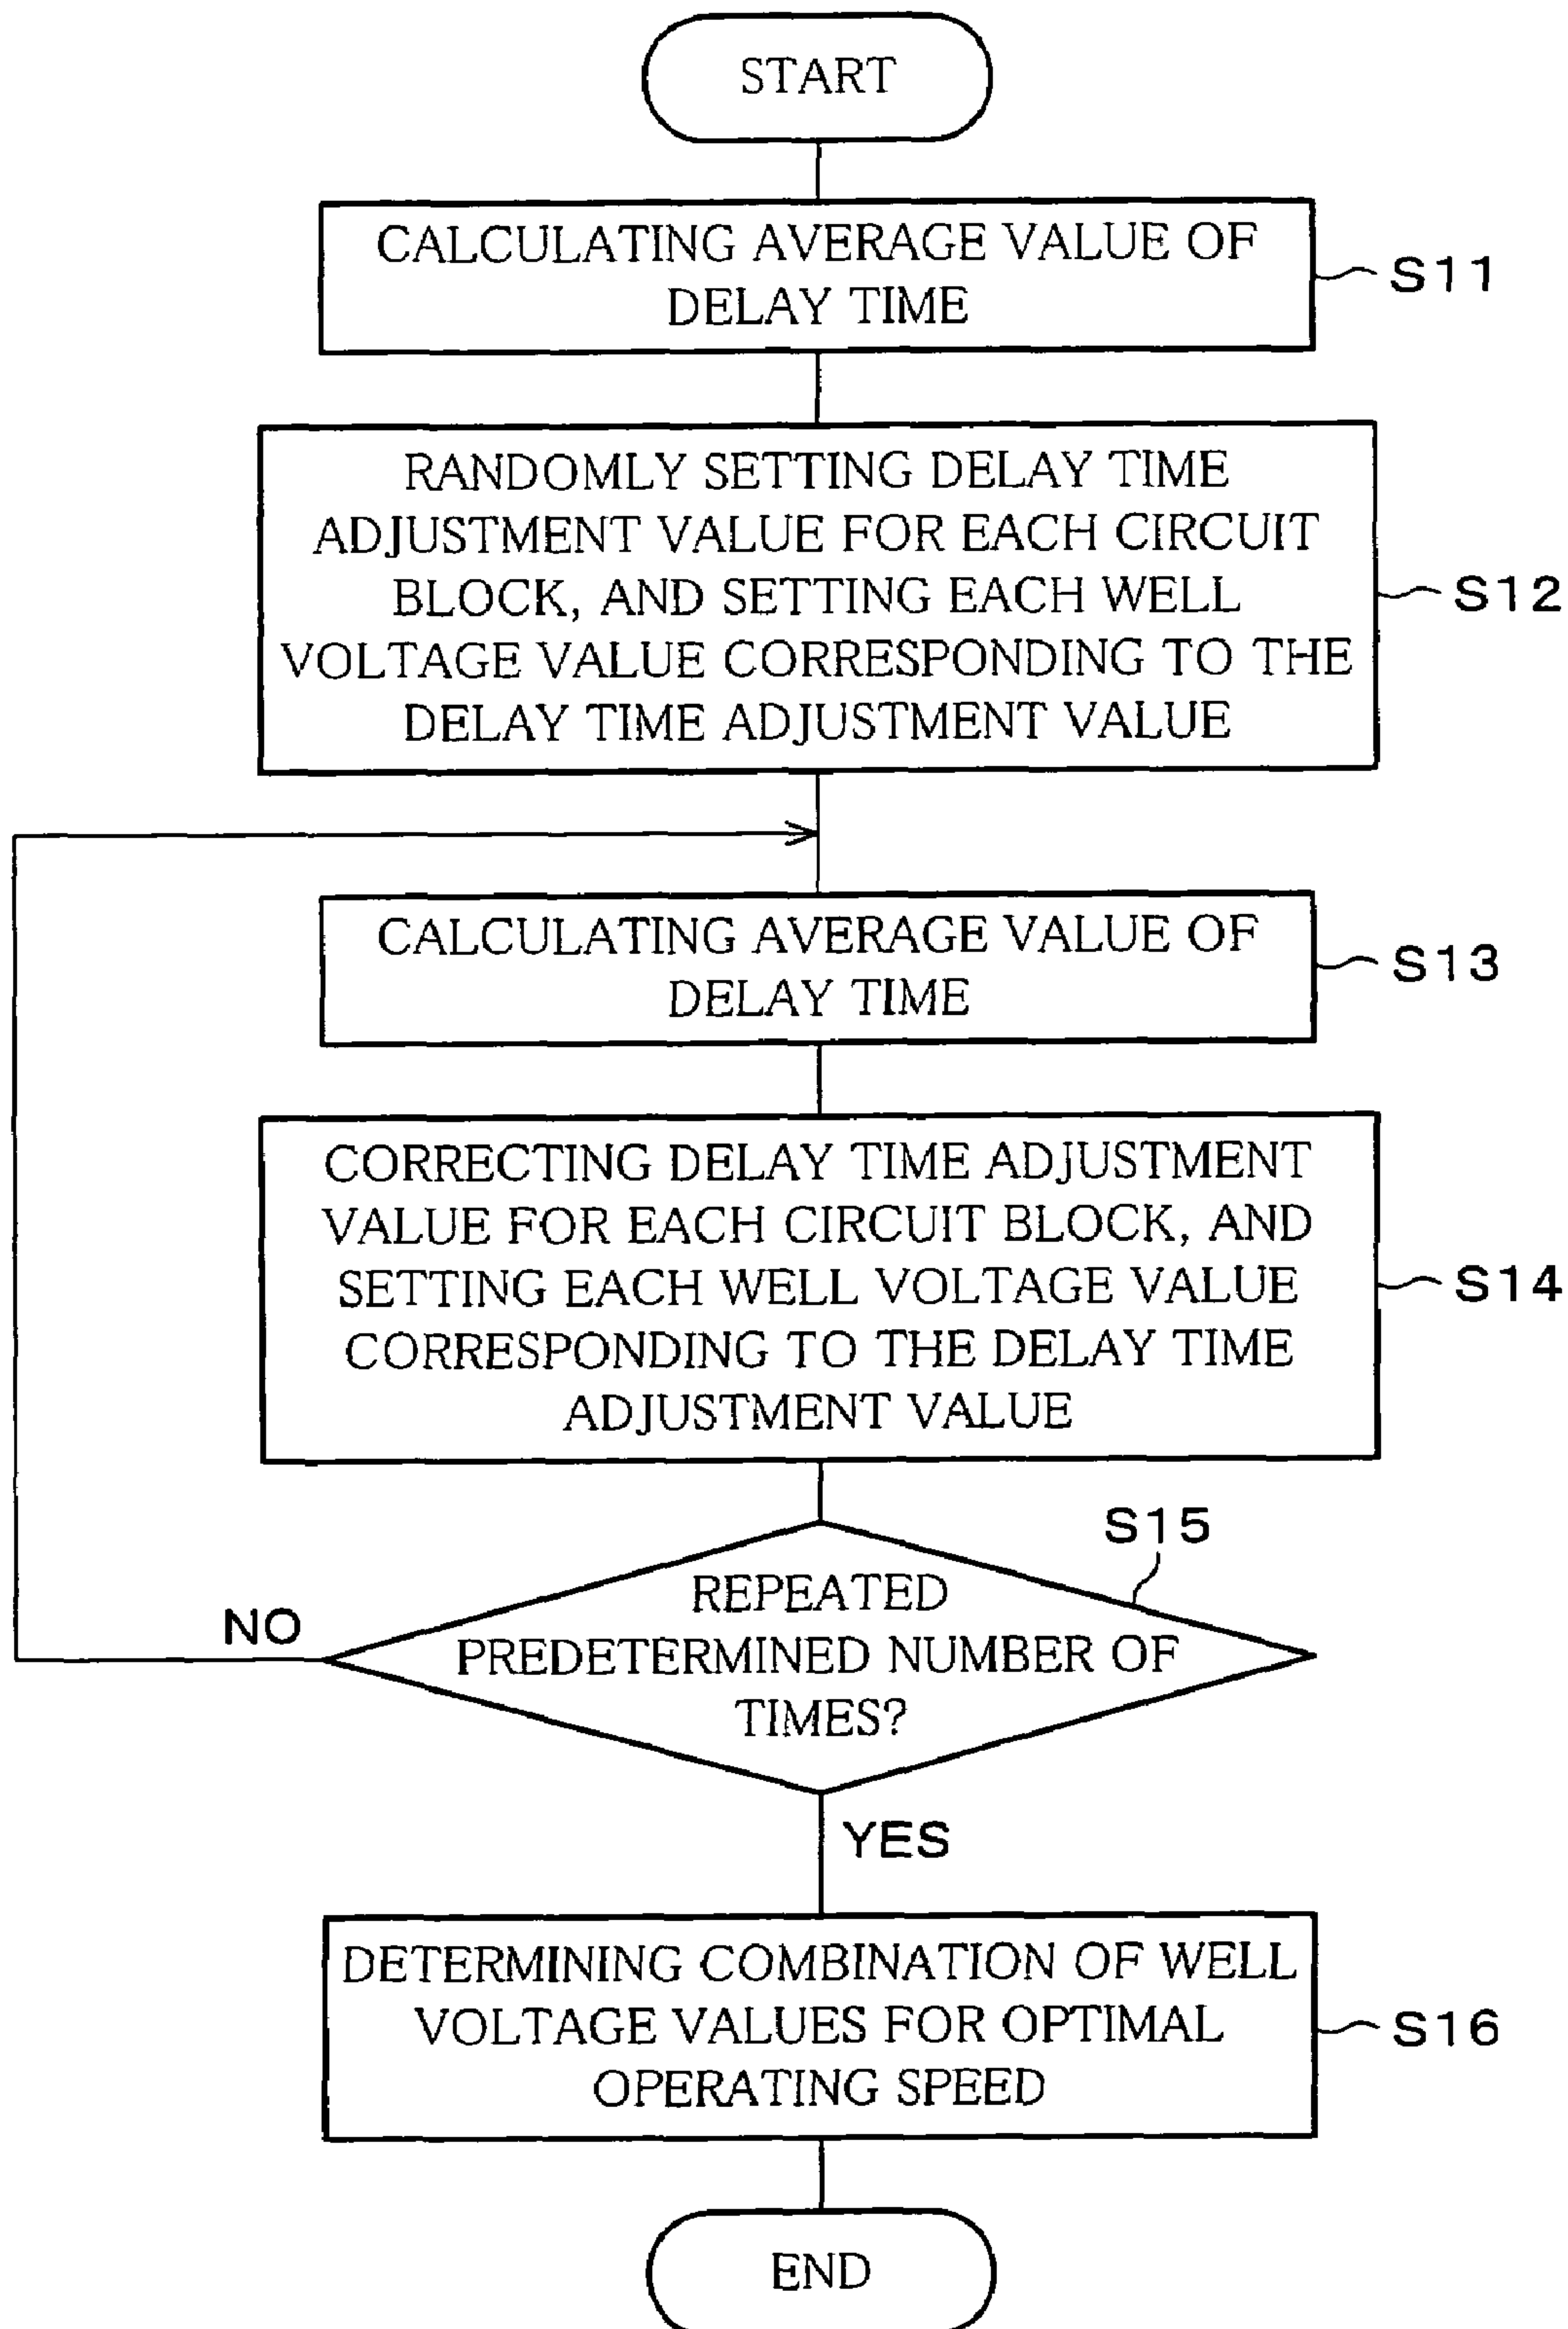 START
CALCULATING AVERAGE VALUE OF
DELAY TIME
S11
RANDOMLY SETTING DELAY TIME
ADJUSTMENT VALUE FOR EACH CIRCUIT
BLOCK, AND SETTING EACH WELL
VOLTAGE VALUE CORRESPONDING TO THE
DELAY TIME ADJUSTMENT VALUE
S12
CALCULATING AVERAGE VALUE OF
DELAY TIME
S13
CORRECTING DELAY TIME ADJUSTMENT
VALUE FOR EACH CIRCUIT BLOCK, AND
SETTING EACH WELL VOLTAGE VALUE
CORRESPONDING TO THE DELAY TIME
ADJUSTMENT VALUE
S14
S15
REPEATED
PREDETERMINED NUMBER OF
TIMES?
NO
YES
DETERMINING COMBINATION OF WELL
VOLTAGE VALUES FOR OPTIMAL
OPERATING SPEED
S16
END